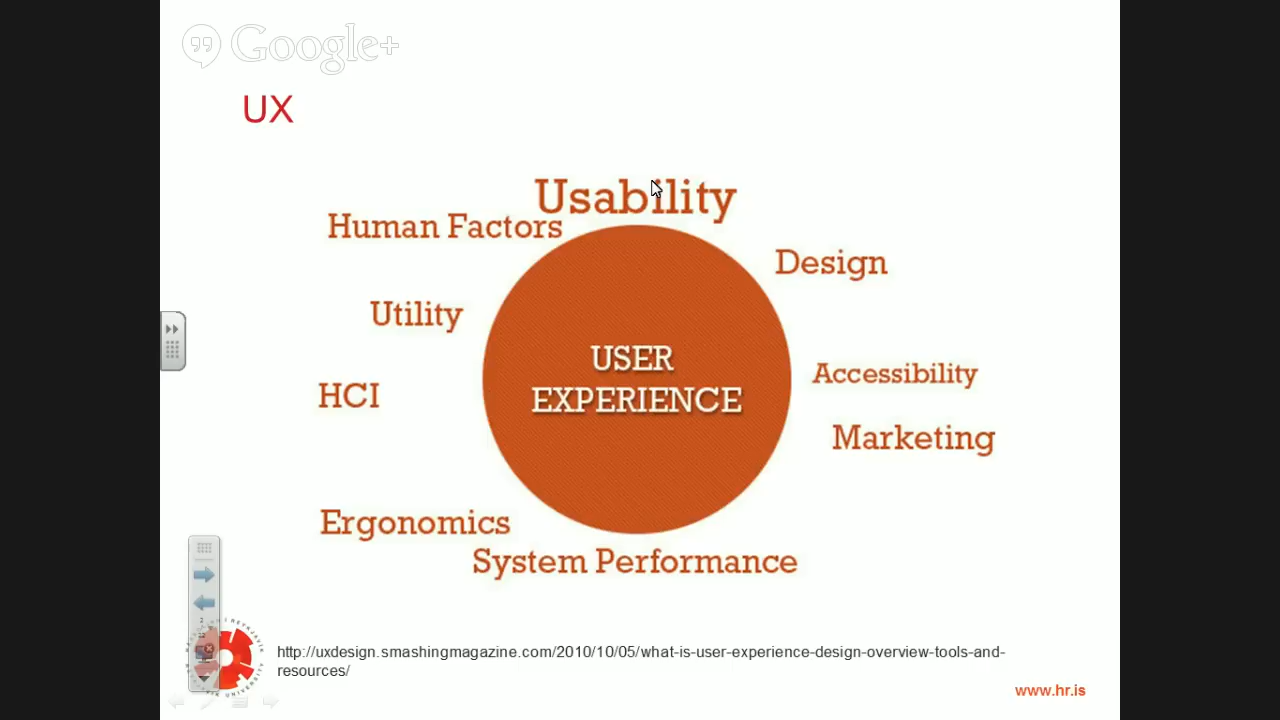 Google+
UX
Usability
Human Factors
Design
Utility
USER
EXPERIENCE
Accessibility
HCI
Marketing
Ergonomics
System Performance
http://uxdesign.smashingmagazine.com/2010/10/05/what-is-user-experience-design-overview-tools-and-
resources/
www.hr.is